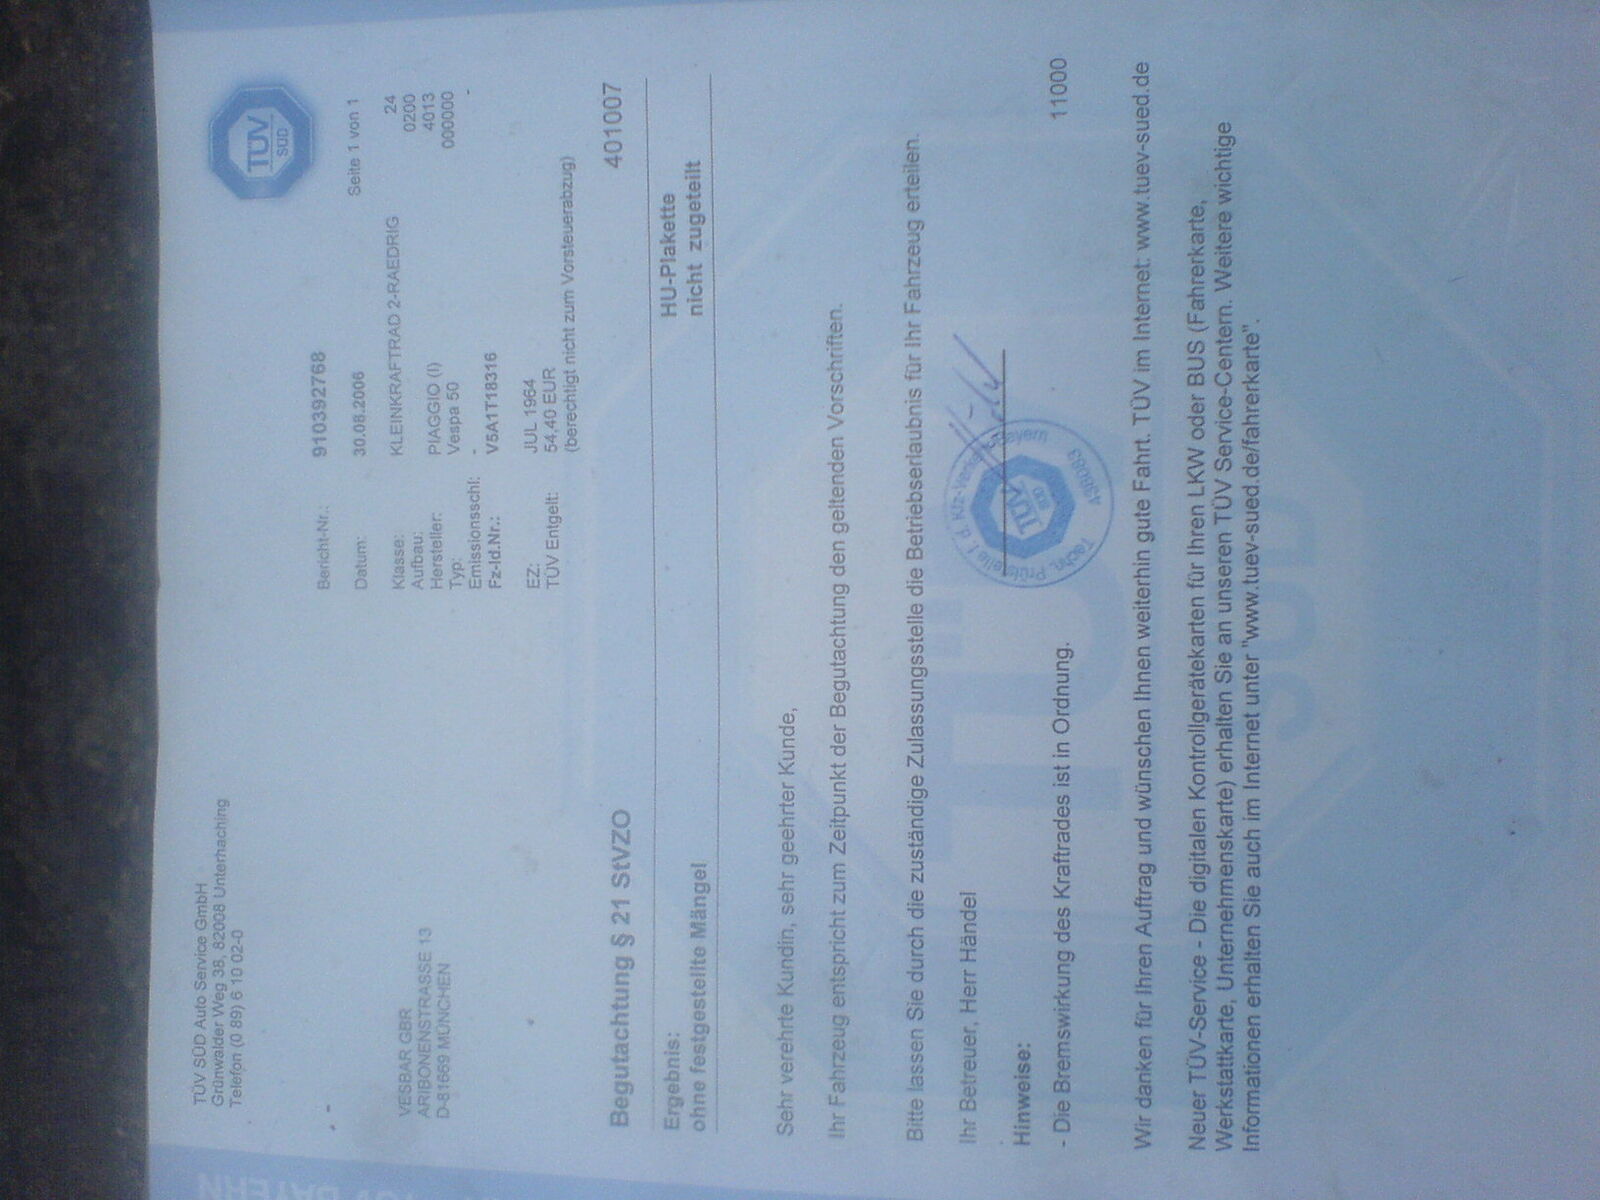 TÜV SÜD Auto Service GmbH
Grünwalder Weg 38, 82008 Unterhaching
Telefon (0 89) 6 10 02-0
TÜV
SÜD
Bericht-Nr.: 910392768
Datum: 30.08.2006 Seite 1 von 1
VESBAR GBR
ARIBONENSTRASSE 13
D-81669 MÜNCHEN
Klasse: KLEINKRAFTRAD 2-RAEDRIG 24
Aufbau: 0200
Hersteller: PIAGGIO (I) 4013
Typ: Vespa 50 000000
Emissionsschl: - -
Fz-Id.Nr.: V5A1T18316
EZ: JUL 1964
TÜV Entgelt: 54,40 EUR
(berechtigt nicht zum Vorsteuerabzug)
Begutachtung § 21 StVZO 401007
Ergebnis: HU-Plakette
ohne festgestellte Mängel nicht zugeteilt
Sehr verehrte Kundin, sehr geehrter Kunde,
Ihr Fahrzeug entspricht zum Zeitpunkt der Begutachtung den geltenden Vorschriften.
Bitte lassen Sie durch die zuständige Zulassungsstelle die Betriebserlaubnis für Ihr Fahrzeug erteilen.
Ihr Betreuer, Herr Händel
Techn. Prüfstelle f. d. Kfz-Verkehr Bayern
TÜV
SÜD
Hinweise:
- Die Bremswirkung des Kraftrades ist in Ordnung. 11000
Wir danken für Ihren Auftrag und wünschen Ihnen weiterhin gute Fahrt. TÜV im Internet: www.tuev-sued.de
Neuer TÜV-Service - Die digitalen Kontrollgerätekarten für Ihren LKW oder BUS (Fahrerkarte,
Werkstattkarte, Unternehmenskarte) erhalten Sie an unseren TÜV Service-Centern. Weitere wichtige
Informationen erhalten Sie auch im Internet unter "www.tuev-sued.de/fahrerkarte".